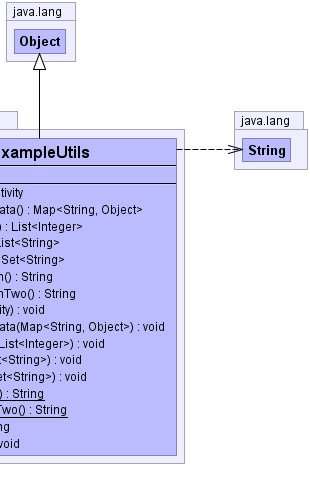 java.lang
Object
java.lang
String
xampleUtils
tivity
ata() : Map<String, Object>
) : List<Integer>
ist<String>
Set<String>
n() : String
nTwo() : String
ity) : void
ata(Map<String, Object>) : void
List<Integer>) : void
t<String>) : void
et<String>) : void
) : String
Two() : String
ng
void